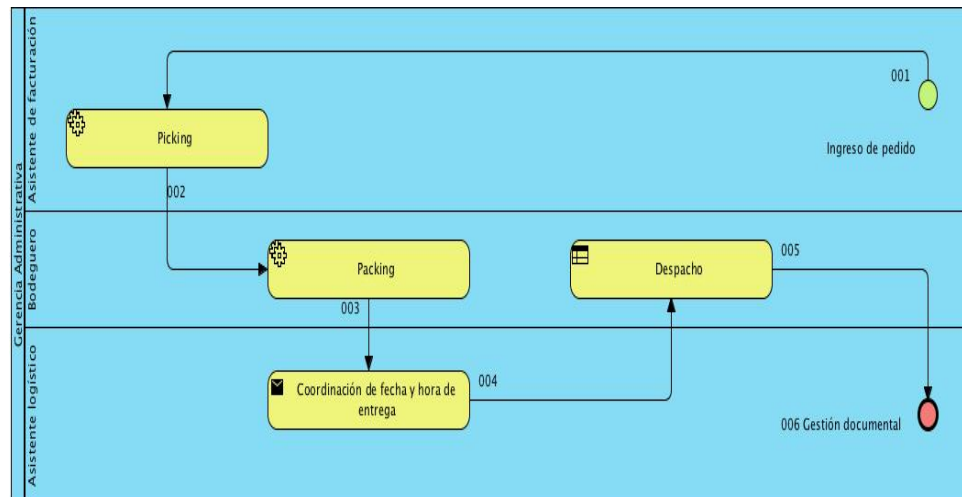 Gerencia Administrativa
Asistente de facturación
001
Ingreso de pedido
Picking
002
Bodeguero
Packing
003
Despacho
005
Asistente logístico
Coordinación de fecha y hora de
entrega
004
006 Gestión documental